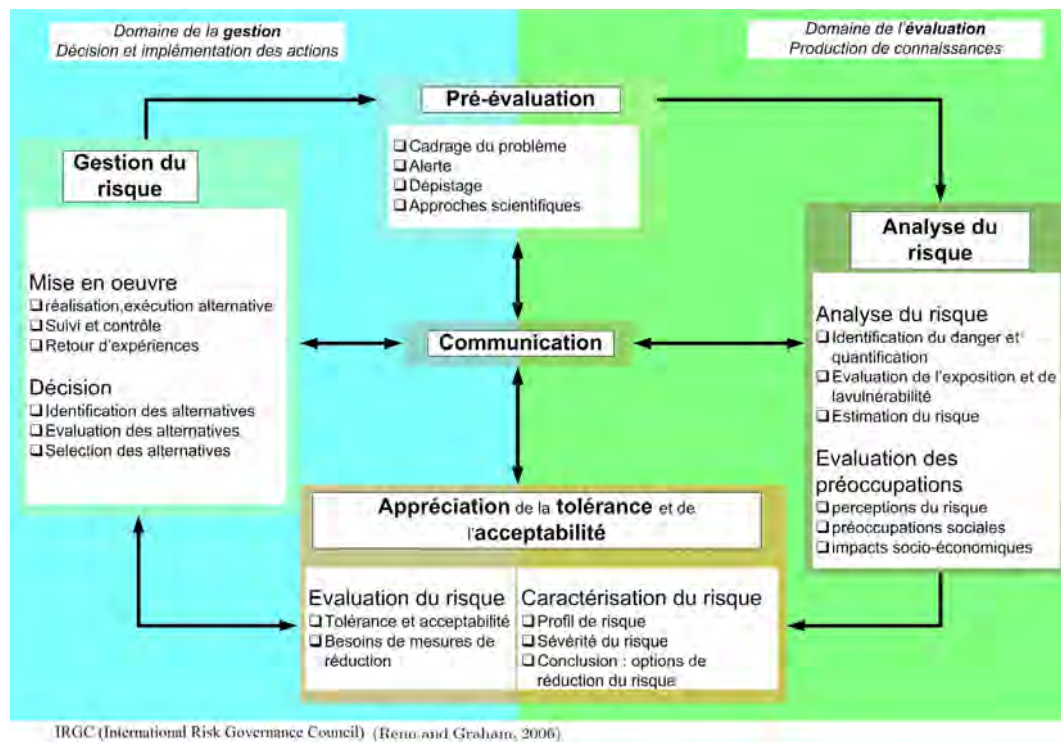 Domaine de la gestion
Décision et implémentation des actions
Domaine de l'évaluation
Production de connaissances
Pré-évaluation
❑Cadrage du problème
❑Alerte
❑Dépistage
❑Approches scientifiques
Gestion du
risque
Mise en oeuvre
❑réalisation,exécution alternative
❑Suivi et contrôle
❑Retour d'expériences
Décision
❑Identification des alternatives
❑Evaluation des alternatives
❑Selection des alternatives
Communication
Analyse du
risque
Analyse du risque
❑Identification du danger et
quantification
❑Evaluation de l'exposition et de
lavulnérabilité
❑Estimation du risque
Evaluation des
préoccupations
❑perceptions du risque
❑préoccupations sociales
❑impacts socio-économiques
Appréciation de la tolérance et de
l'acceptabilité
Evaluation du risque
❑Tolérance et acceptabilité
❑Besoins de mesures de
réduction
Caractérisation du risque
❑Profil de risque
❑Sévérité du risque
❑Conclusion : options de
réduction du risque
IRGC (International Risk Governance Council) (Renn and Graham, 2006)